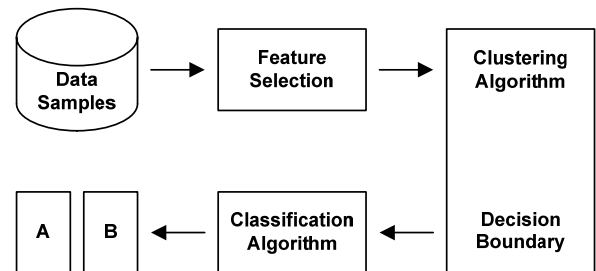 Data
Samples
Feature
Selection
Clustering
Algorithm
A
B
Classification
Algorithm
Decision
Boundary